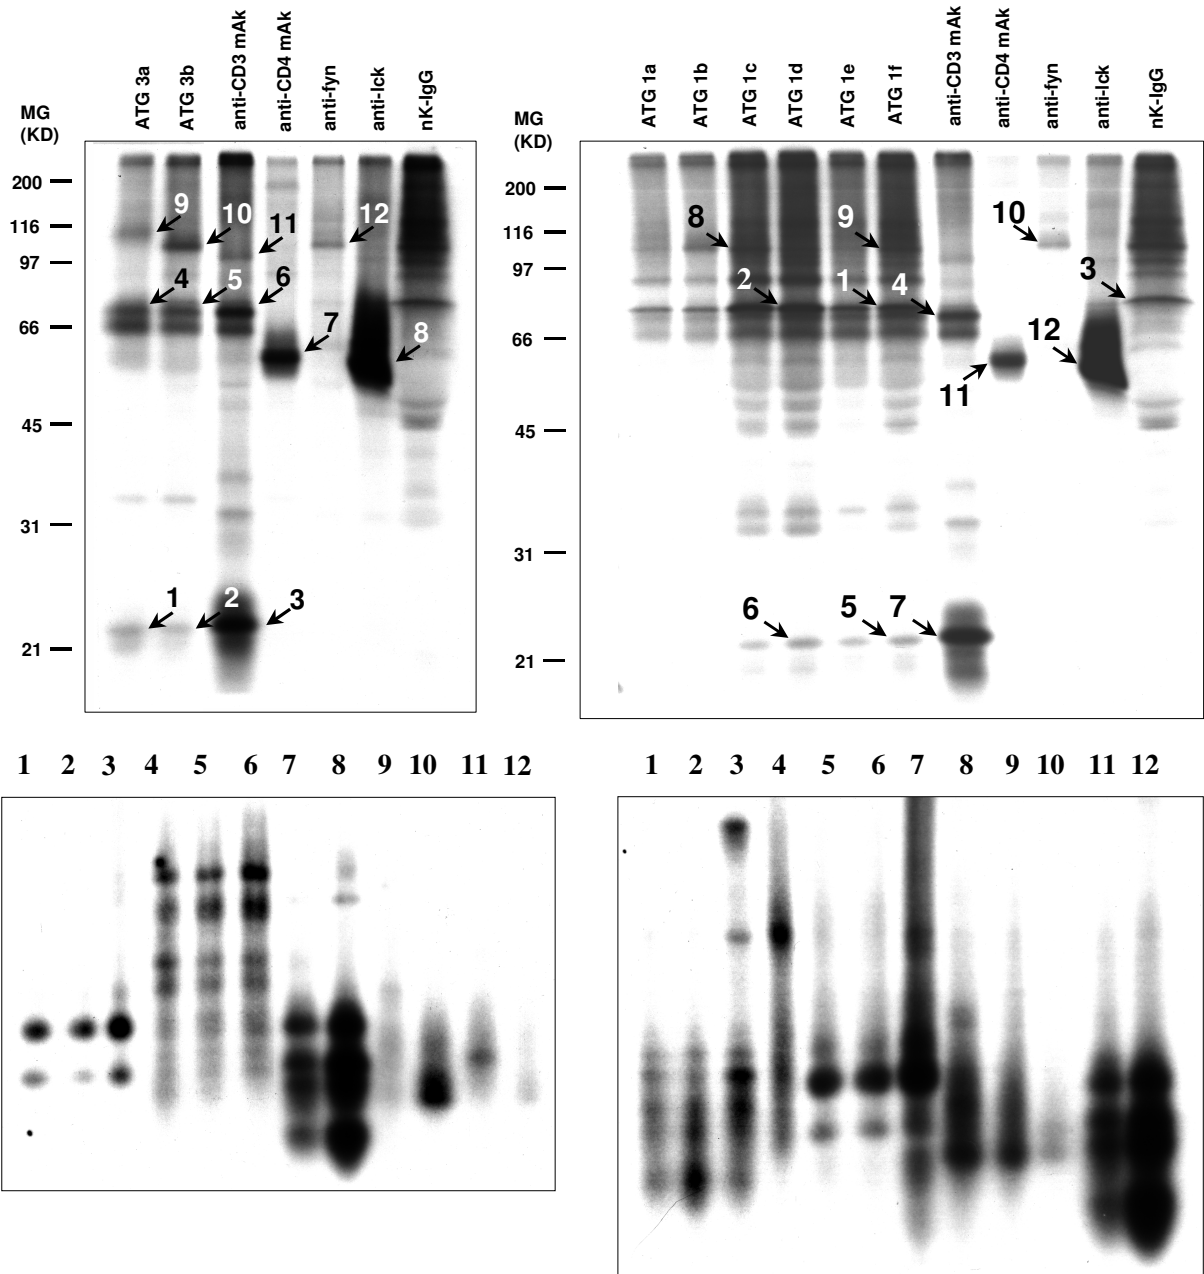 ATG 3a
ATG 3b
anti-CD3 mAk
anti-CD4 mAk
anti-fyn
anti-lck
nK-IgG
MG
(KD)
200
116
97
66
45
31
21
9
10
11
12
4
5
6
7
8
1
2
3
ATG 1a
ATG 1b
ATG 1c
ATG 1d
ATG 1e
ATG 1f
anti-CD3 mAk
anti-CD4 mAk
anti-fyn
anti-lck
nK-IgG
MG
(KD)
200
116
97
66
45
31
21
8
9
10
2
1
4
3
12
11
6
5
7
1 2 3 4 5 6 7 8 9 10 11 12
1 2 3 4 5 6 7 8 9 10 11 12